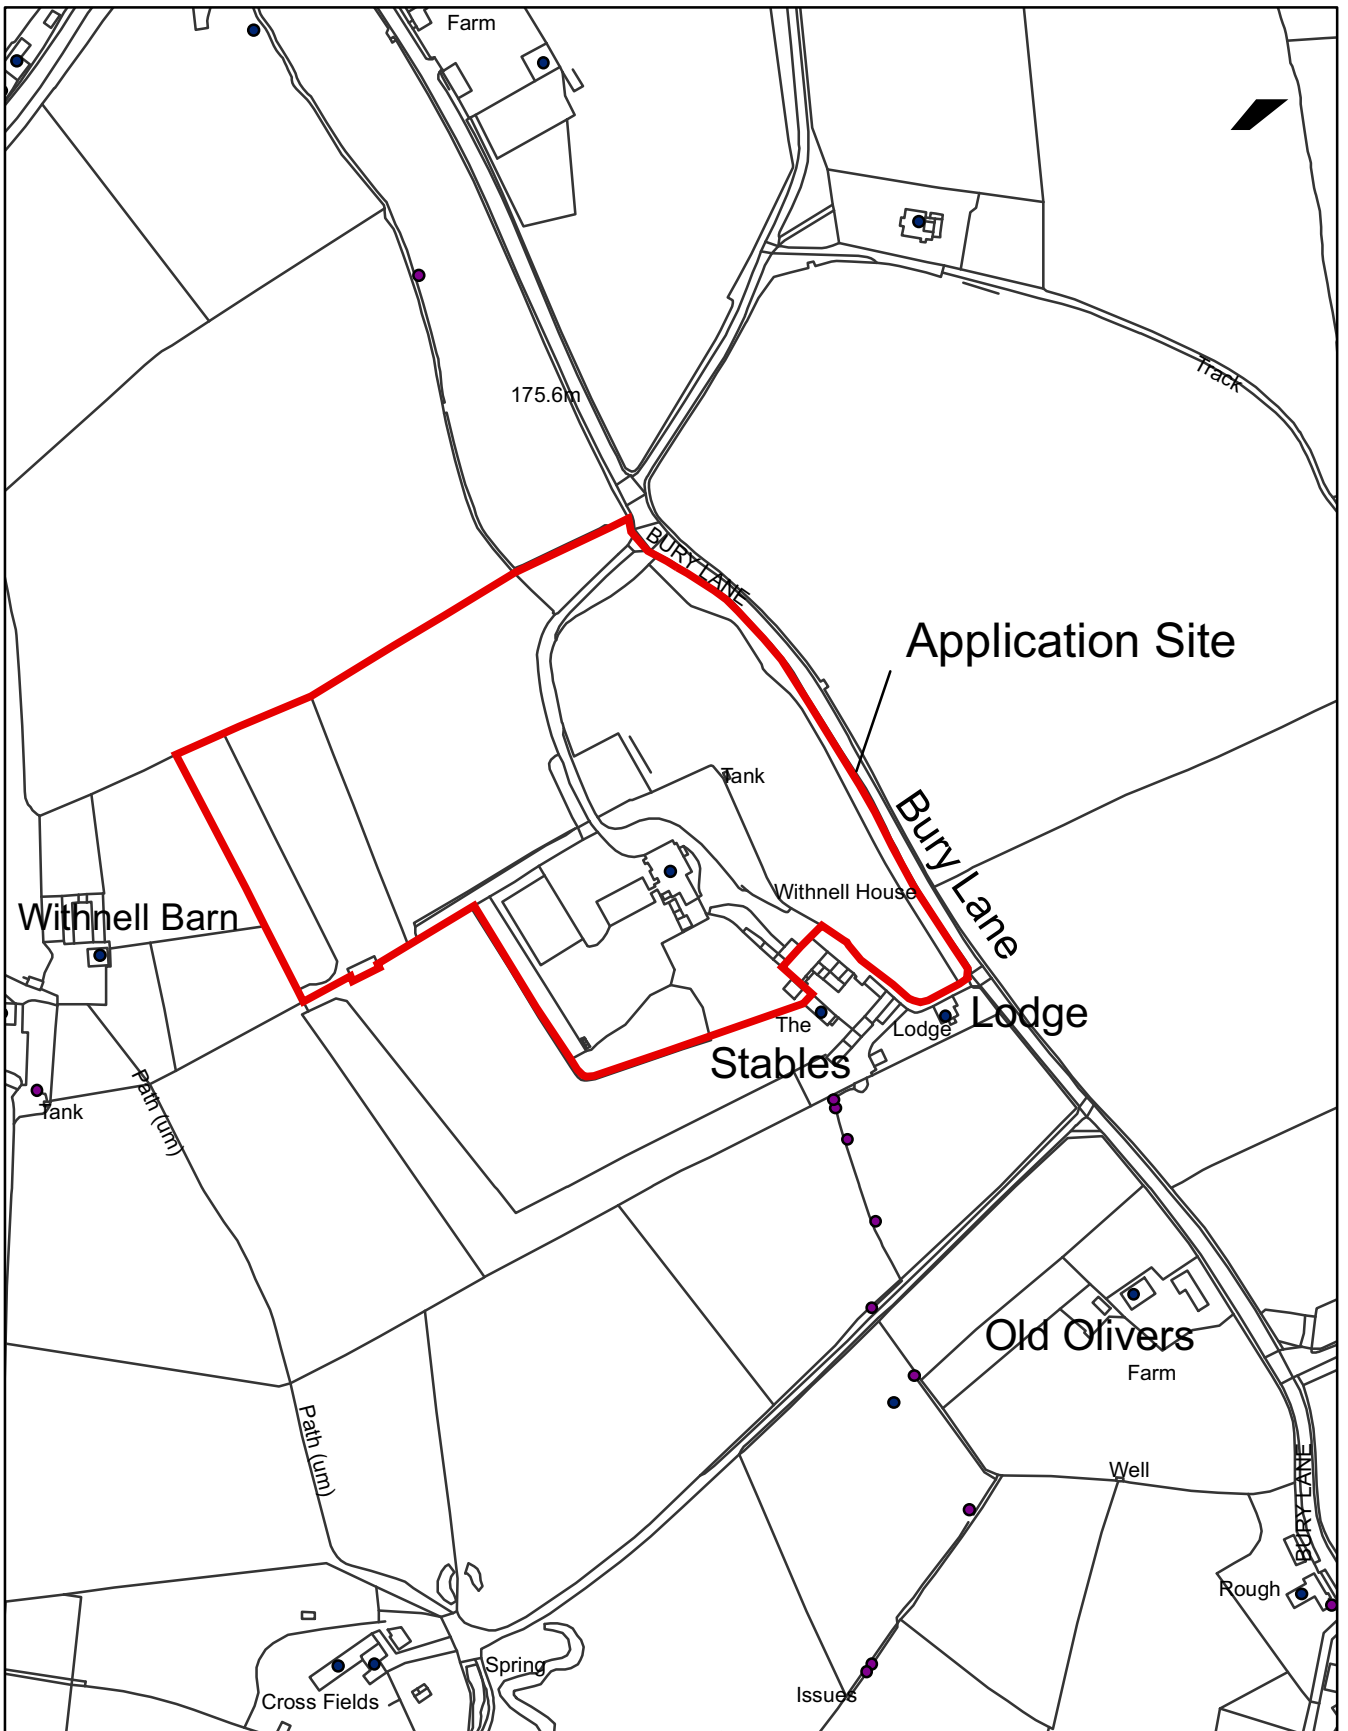 Farm
Track
175.6m
BURY LANE
Application Site
Tank
Bury Lane
Withnell House
Withnell Barn
The
Stables
Lodge
Lodge
Tank
Path (um)
Old Olivers
Farm
Path (um)
Well
BURY LANE
Rough
Spring
Issues
Cross Fields